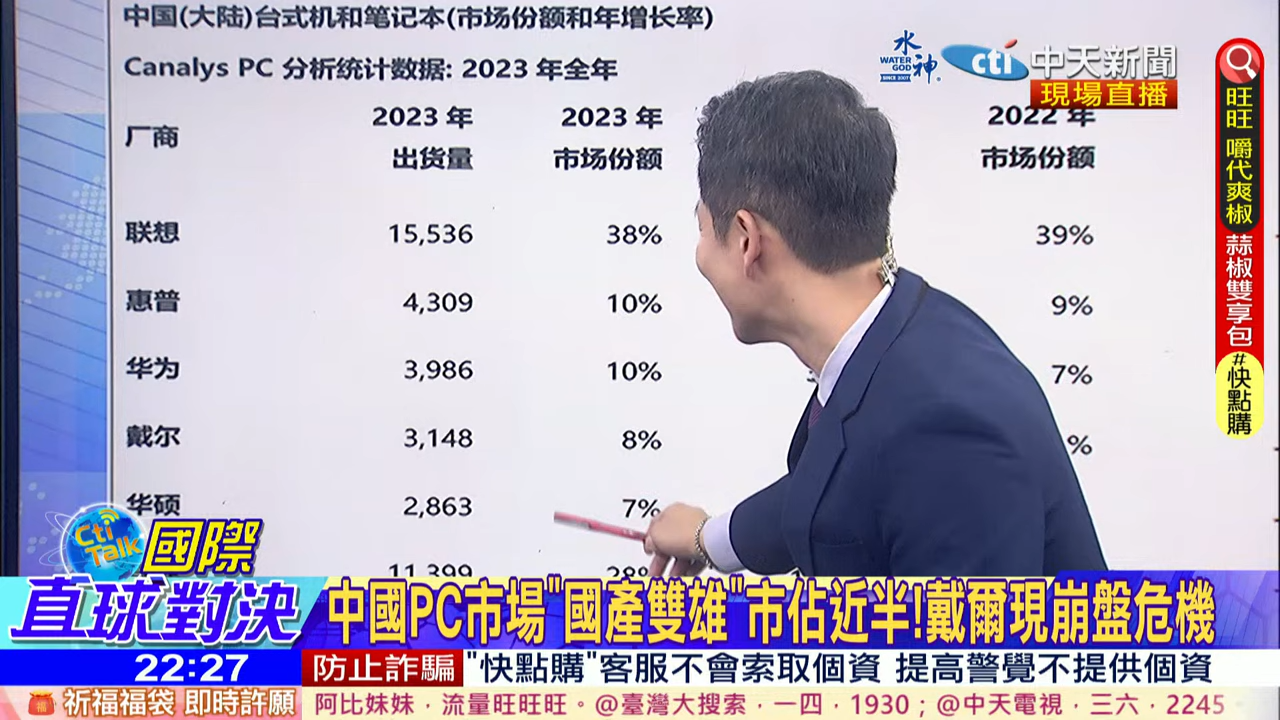 中国(大陆)台式机和笔记本(市场份额和年增长率)
Canalys PC 分析统计数据: 2023 年全年
厂商 2023 年 出货量 2023 年 市场份额 2022 年 市场份额
联想 15,536 38% 39%
惠普 4,309 10% 9%
华为 3,986 10% 7%
戴尔 3,148 8% %
华硕 2,863 7%
11,399 28%
水神
WATER GOD
SINCE 2007
cti 中天新聞
現場直播
旺旺 嚼代爽椒 蒜椒雙享包 #快點購
Cti Talk
國際
直球對決
中國PC市場"國產雙雄"市佔近半!戴爾現崩盤危機
22:27 防止詐騙 "快點購"客服不會索取個資 提高警覺不提供個資
祈福福袋 即時許願 阿比妹妹，流量旺旺旺。@臺灣大搜索，一四．1930；@中天電視，三六．2245